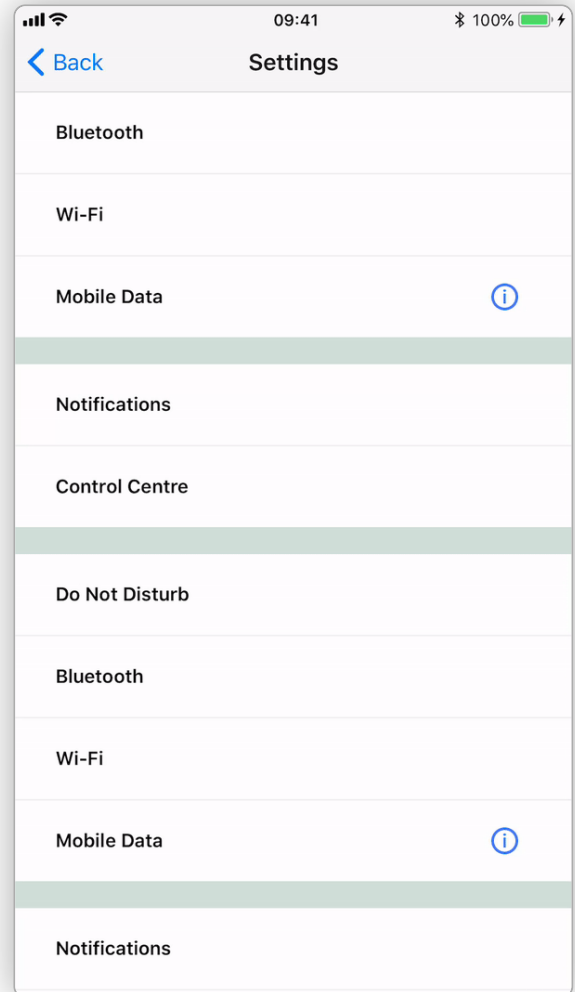 09:41
100%
Back
Settings
Bluetooth
Wi-Fi
Mobile Data
Notifications
Control Centre
Do Not Disturb
Bluetooth
Wi-Fi
Mobile Data
Notifications